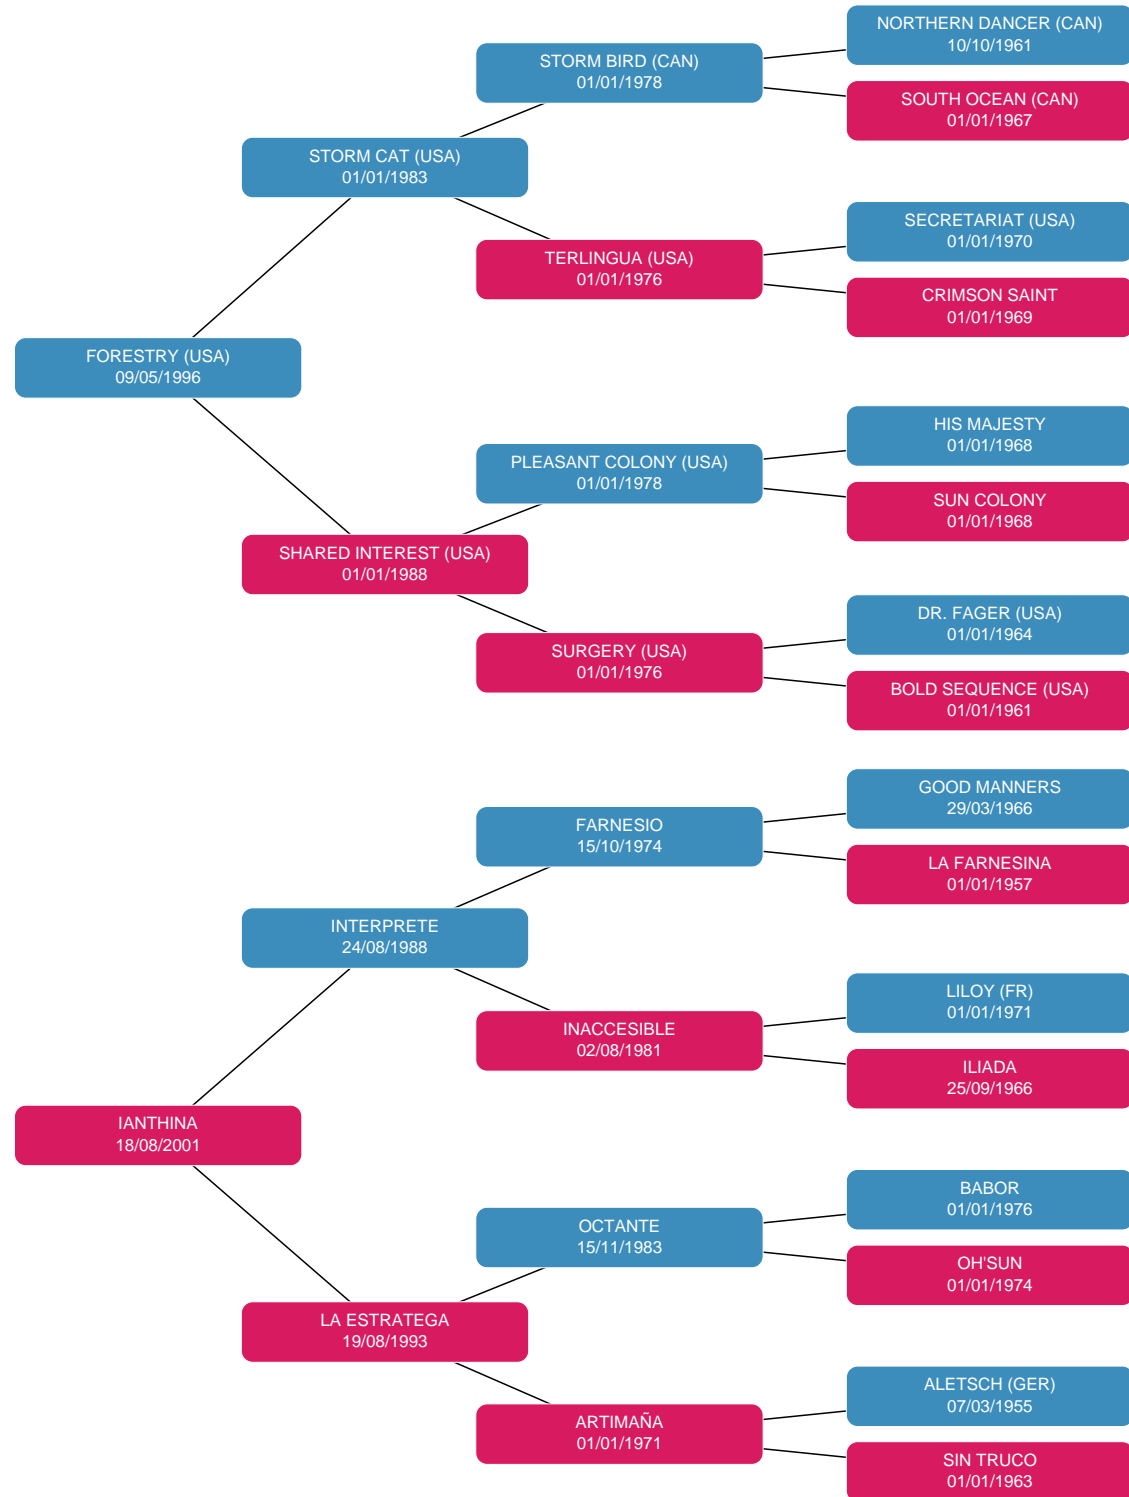 NORTHERN DANCER (CAN)
10/10/1961
STORM BIRD (CAN)
01/01/1978
SOUTH OCEAN (CAN)
01/01/1967
STORM CAT (USA)
01/01/1983
SECRETARIAT (USA)
01/01/1970
TERLINGUA (USA)
01/01/1976
CRIMSON SAINT
01/01/1969
FORESTRY (USA)
09/05/1996
HIS MAJESTY
01/01/1968
PLEASANT COLONY (USA)
01/01/1978
SUN COLONY
01/01/1968
SHARED INTEREST (USA)
01/01/1988
DR. FAGER (USA)
01/01/1964
SURGERY (USA)
01/01/1976
BOLD SEQUENCE (USA)
01/01/1961
GOOD MANNERS
29/03/1966
FARNESIO
15/10/1974
LA FARNESINA
01/01/1957
INTERPRETE
24/08/1988
LILOY (FR)
01/01/1971
INACCESIBLE
02/08/1981
ILIADA
25/09/1966
IANTHINA
18/08/2001
BABOR
01/01/1976
OCTANTE
15/11/1983
OH'SUN
01/01/1974
LA ESTRATEGA
19/08/1993
ALETSCH (GER)
07/03/1955
ARTIMAÑA
01/01/1971
SIN TRUCO
01/01/1963